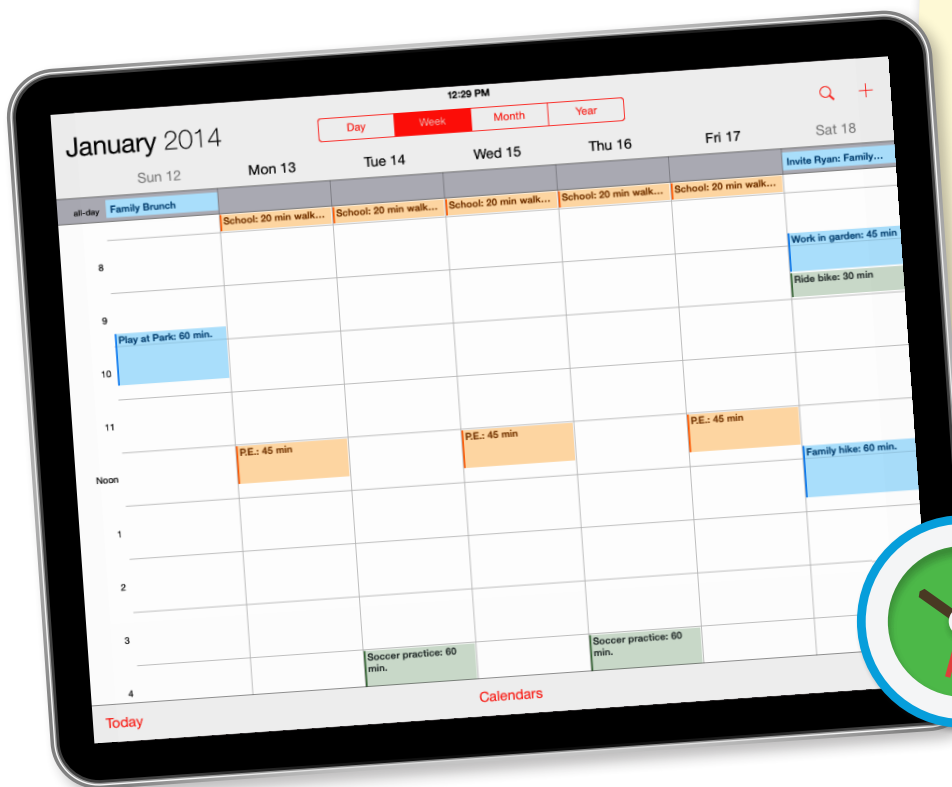 12:29 PM
January 2014
Day Week Month Year
Sun 12 Mon 13 Tue 14 Wed 15 Thu 16 Fri 17 Sat 18
all-day Family Brunch
Invite Ryan: Family…
School: 20 min walk… School: 20 min walk… School: 20 min walk… School: 20 min walk… School: 20 min walk…
8
Work in garden: 45 min
Ride bike: 30 min
9
Play at Park: 60 min.
10
11
P.E.: 45 min P.E.: 45 min P.E.: 45 min
Family hike: 60 min.
Noon
1
2
3
Soccer practice: 60
min.
Soccer practice: 60
min.
4
Today Calendars